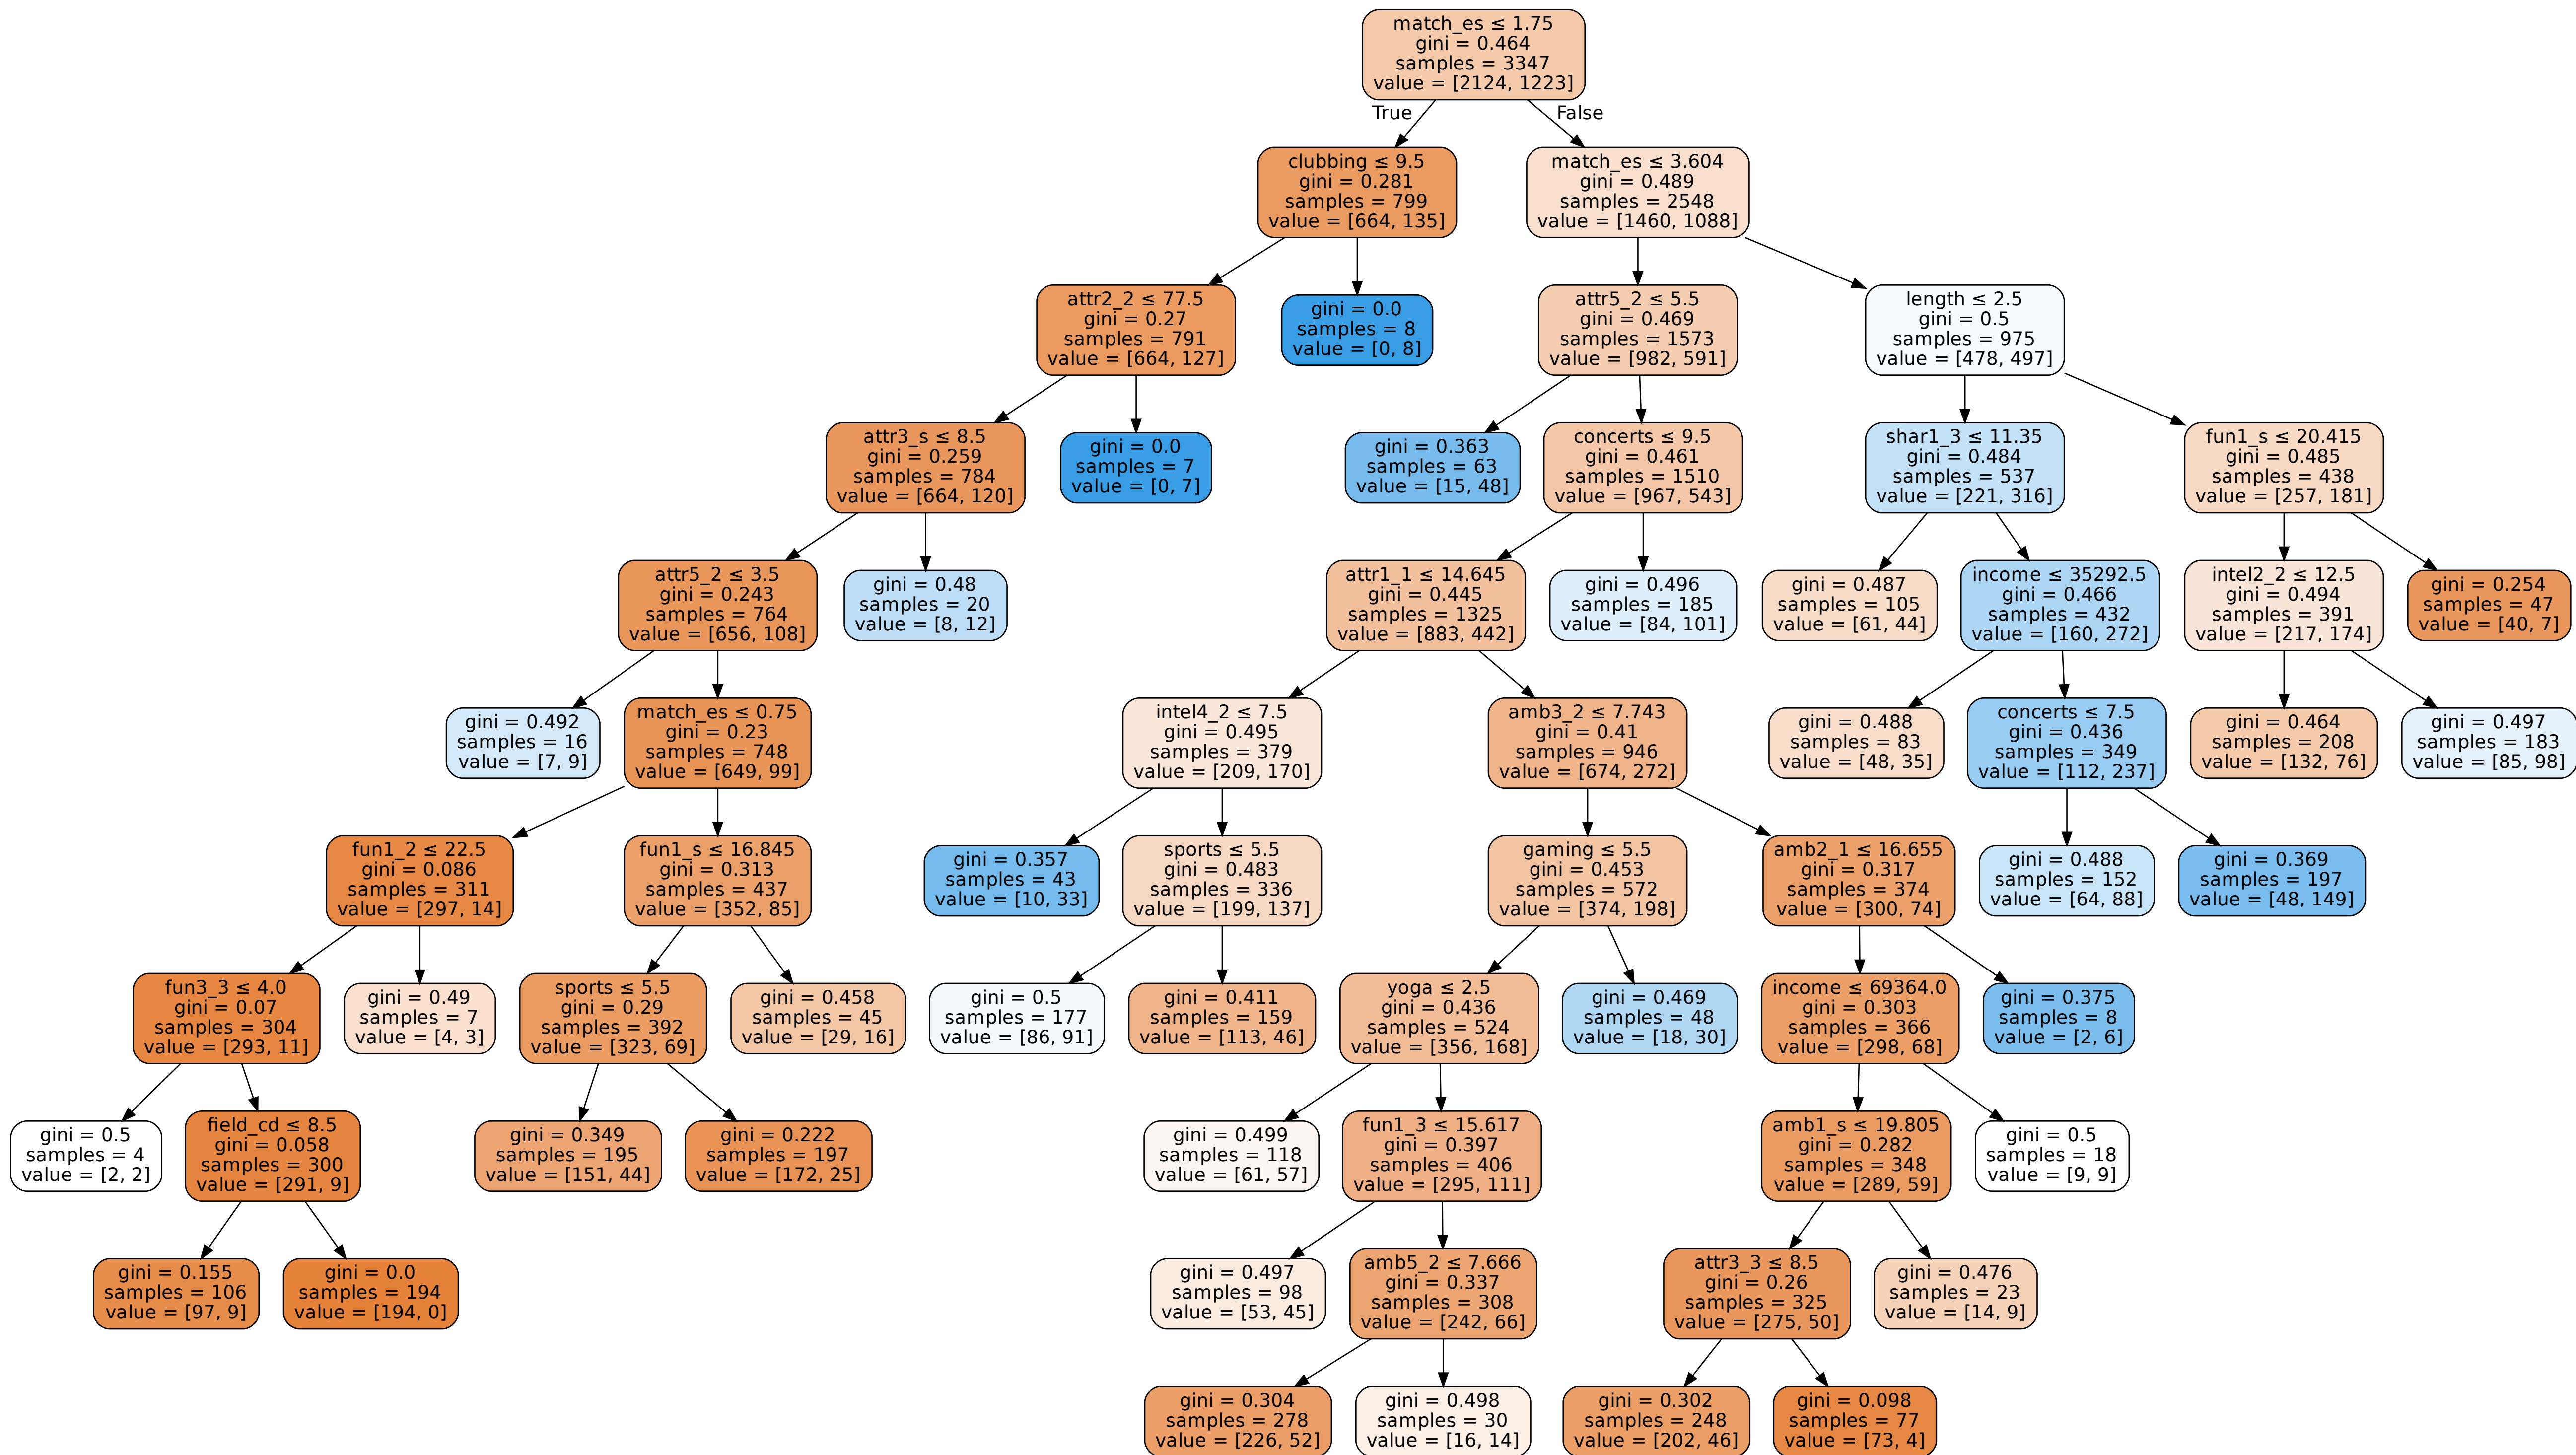 match_es ≤ 1.75
gini = 0.464
samples = 3347
value = [2124, 1223]
True
False
clubbing ≤ 9.5
gini = 0.281
samples = 799
value = [664, 135]
match_es ≤ 3.604
gini = 0.489
samples = 2548
value = [1460, 1088]
attr2_2 ≤ 77.5
gini = 0.27
samples = 791
value = [664, 127]
gini = 0.0
samples = 8
value = [0, 8]
attr5_2 ≤ 5.5
gini = 0.469
samples = 1573
value = [982, 591]
length ≤ 2.5
gini = 0.5
samples = 975
value = [478, 497]
attr3_s ≤ 8.5
gini = 0.259
samples = 784
value = [664, 120]
gini = 0.0
samples = 7
value = [0, 7]
gini = 0.363
samples = 63
value = [15, 48]
concerts ≤ 9.5
gini = 0.461
samples = 1510
value = [967, 543]
shar1_3 ≤ 11.35
gini = 0.484
samples = 537
value = [221, 316]
fun1_s ≤ 20.415
gini = 0.485
samples = 438
value = [257, 181]
attr5_2 ≤ 3.5
gini = 0.243
samples = 764
value = [656, 108]
gini = 0.48
samples = 20
value = [8, 12]
attr1_1 ≤ 14.645
gini = 0.445
samples = 1325
value = [883, 442]
gini = 0.496
samples = 185
value = [84, 101]
gini = 0.487
samples = 105
value = [61, 44]
income ≤ 35292.5
gini = 0.466
samples = 432
value = [160, 272]
intel2_2 ≤ 12.5
gini = 0.494
samples = 391
value = [217, 174]
gini = 0.254
samples = 47
value = [40, 7]
gini = 0.492
samples = 16
value = [7, 9]
match_es ≤ 0.75
gini = 0.23
samples = 748
value = [649, 99]
intel4_2 ≤ 7.5
gini = 0.495
samples = 379
value = [209, 170]
amb3_2 ≤ 7.743
gini = 0.41
samples = 946
value = [674, 272]
gini = 0.488
samples = 83
value = [48, 35]
concerts ≤ 7.5
gini = 0.436
samples = 349
value = [112, 237]
gini = 0.464
samples = 208
value = [132, 76]
gini = 0.497
samples = 183
value = [85, 98]
fun1_2 ≤ 22.5
gini = 0.086
samples = 311
value = [297, 14]
fun1_s ≤ 16.845
gini = 0.313
samples = 437
value = [352, 85]
gini = 0.357
samples = 43
value = [10, 33]
sports ≤ 5.5
gini = 0.483
samples = 336
value = [199, 137]
gaming ≤ 5.5
gini = 0.453
samples = 572
value = [374, 198]
amb2_1 ≤ 16.655
gini = 0.317
samples = 374
value = [300, 74]
gini = 0.488
samples = 152
value = [64, 88]
gini = 0.369
samples = 197
value = [48, 149]
fun3_3 ≤ 4.0
gini = 0.07
samples = 304
value = [293, 11]
gini = 0.49
samples = 7
value = [4, 3]
sports ≤ 5.5
gini = 0.29
samples = 392
value = [323, 69]
gini = 0.458
samples = 45
value = [29, 16]
gini = 0.5
samples = 177
value = [86, 91]
gini = 0.411
samples = 159
value = [113, 46]
yoga ≤ 2.5
gini = 0.436
samples = 524
value = [356, 168]
gini = 0.469
samples = 48
value = [18, 30]
income ≤ 69364.0
gini = 0.303
samples = 366
value = [298, 68]
gini = 0.375
samples = 8
value = [2, 6]
gini = 0.5
samples = 4
value = [2, 2]
field_cd ≤ 8.5
gini = 0.058
samples = 300
value = [291, 9]
gini = 0.349
samples = 195
value = [151, 44]
gini = 0.222
samples = 197
value = [172, 25]
gini = 0.499
samples = 118
value = [61, 57]
fun1_3 ≤ 15.617
gini = 0.397
samples = 406
value = [295, 111]
amb1_s ≤ 19.805
gini = 0.282
samples = 348
value = [289, 59]
gini = 0.5
samples = 18
value = [9, 9]
gini = 0.155
samples = 106
value = [97, 9]
gini = 0.0
samples = 194
value = [194, 0]
gini = 0.497
samples = 98
value = [53, 45]
amb5_2 ≤ 7.666
gini = 0.337
samples = 308
value = [242, 66]
attr3_3 ≤ 8.5
gini = 0.26
samples = 325
value = [275, 50]
gini = 0.476
samples = 23
value = [14, 9]
gini = 0.304
samples = 278
value = [226, 52]
gini = 0.498
samples = 30
value = [16, 14]
gini = 0.302
samples = 248
value = [202, 46]
gini = 0.098
samples = 77
value = [73, 4]